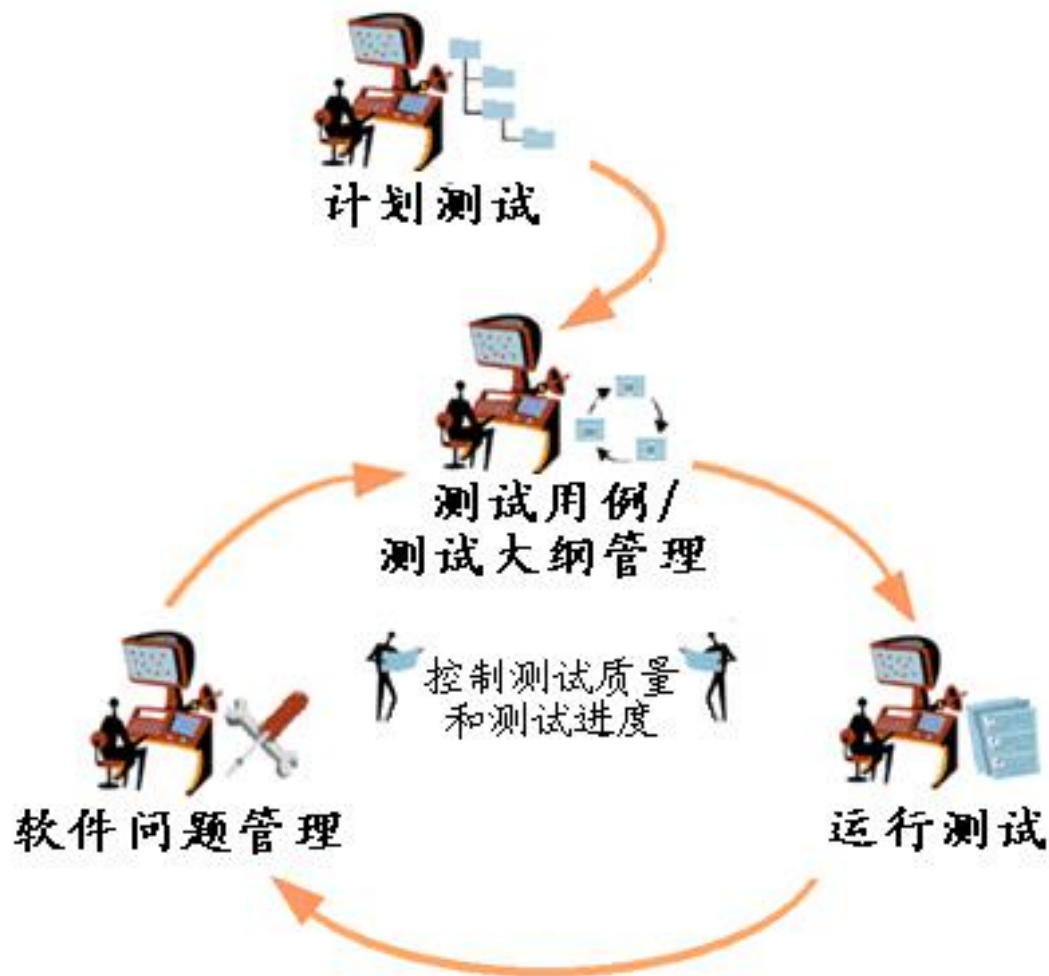 计划测试
测试用例/
测试大纲管理
控制测试质量
和测试进度
软件问题管理
运行测试